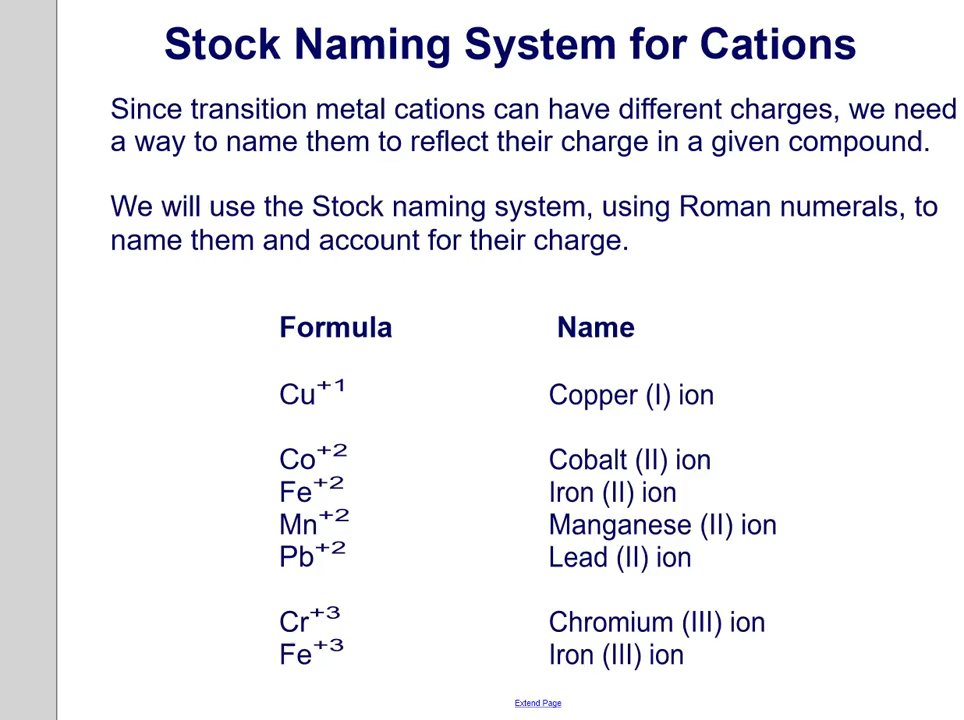 Stock Naming System for Cations
Since transition metal cations can have different charges, we need
a way to name them to reflect their charge in a given compound.
We will use the Stock naming system, using Roman numerals, to
name them and account for their charge.
Formula Name
Cu⁺¹ Copper (I) ion
Co⁺² Cobalt (II) ion
Fe⁺² Iron (II) ion
Mn⁺² Manganese (II) ion
Pb⁺² Lead (II) ion
Cr⁺³ Chromium (III) ion
Fe⁺³ Iron (III) ion
Extend Page